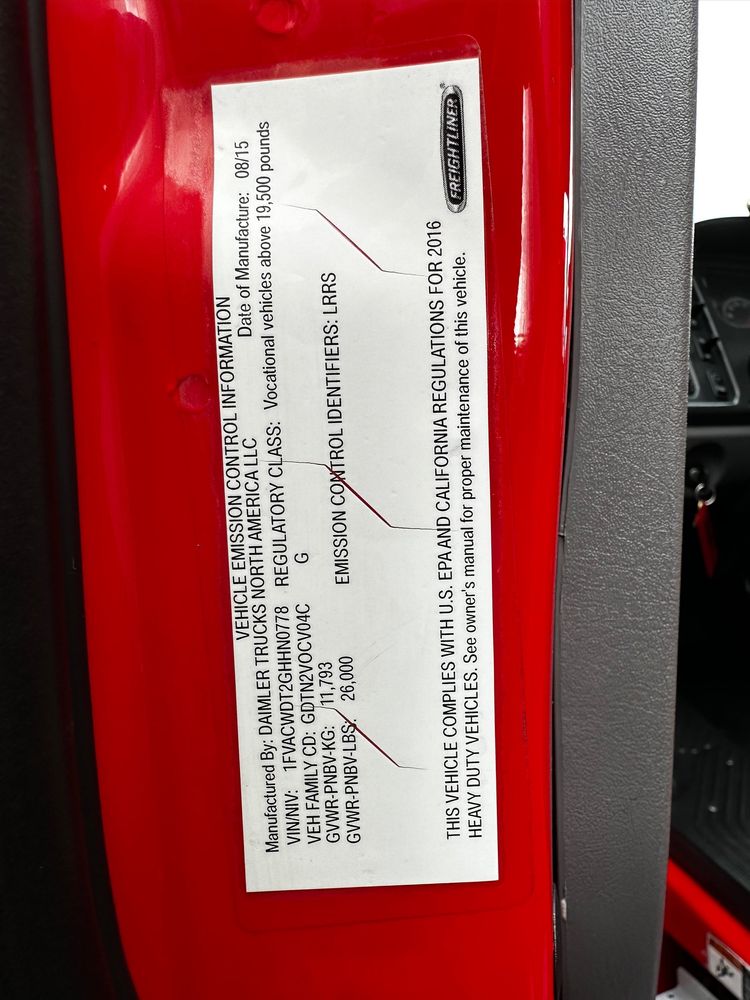 VEHICLE EMISSION CONTROL INFORMATION
Manufactured By: DAIMLER TRUCKS NORTH AMERICA LLC Date of Manufacture: 08/15
VIN/NIV: 1FVACWDT2GHHN0778 REGULATORY CLASS: Vocational vehicles above 19,500 pounds
VEH FAMILY CD: GDTN2VOCV04C G
GVWR-PNBV-KG: 11,793 EMISSION CONTROL IDENTIFIERS: LRRS
GVWR-PNBV-LBS: 26,000
THIS VEHICLE COMPLIES WITH U.S. EPA AND CALIFORNIA REGULATIONS FOR 2016
HEAVY DUTY VEHICLES. See owner's manual for proper maintenance of this vehicle.
FREIGHTLINER®